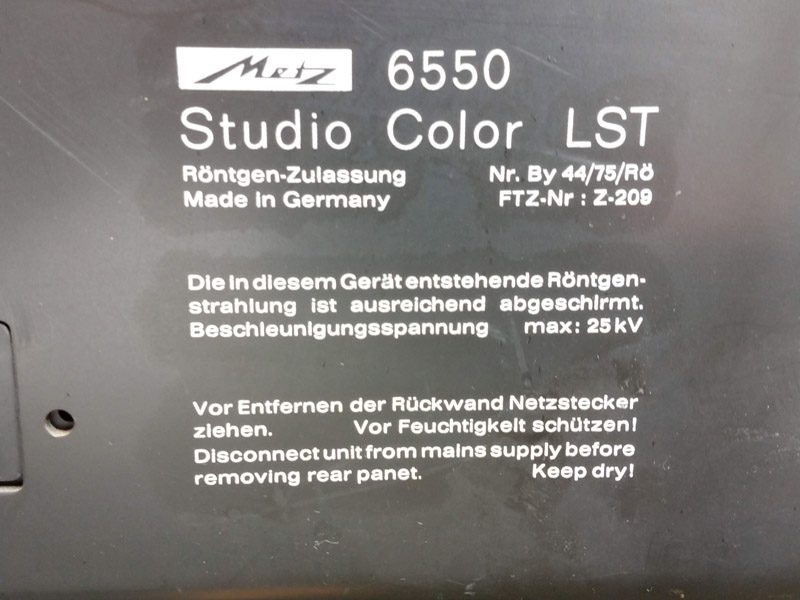 Metz 6550
Studio Color LST
Röntgen-Zulassung Nr. By 44/75/Rö
Made in Germany FTZ-Nr : Z-209
Die in diesem Gerät entstehende Röntgen-
strahlung ist ausreichend abgeschirmt.
Beschleunigungsspannung max: 25 kV
Vor Entfernen der Rückwand Netzstecker
ziehen. Vor Feuchtigkeit schützen!
Disconnect unit from mains supply before
removing rear panet. Keep dry!